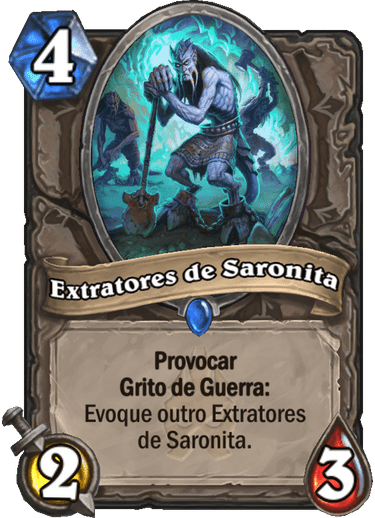 4
Extratores de Saronita
Provocar
Grito de Guerra:
Evoque outro Extratores
de Saronita.
2
3